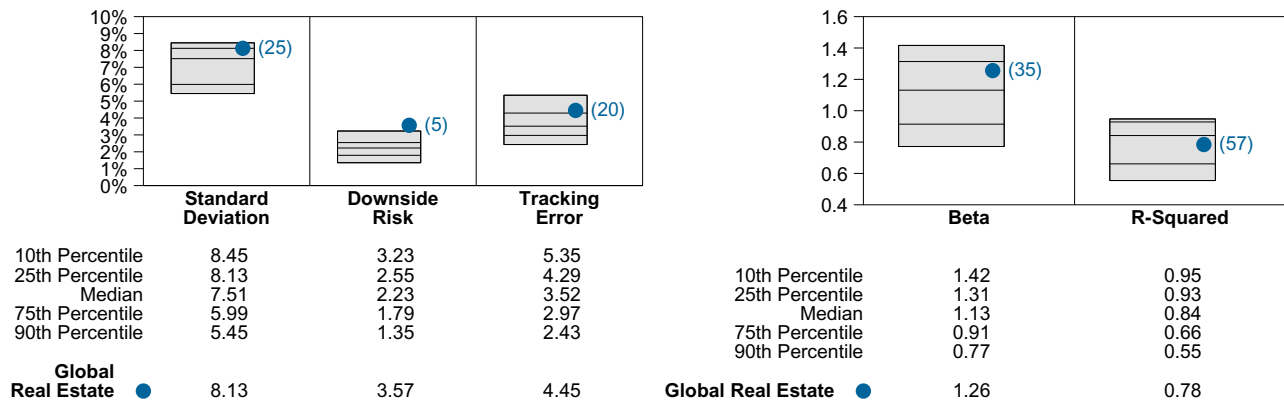 10%
9%
8%
7%
6%
5%
4%
3%
2%
1%
0%
(25)
(5)
(20)
Standard Deviation
Downside Risk
Tracking Error
10th Percentile 8.45 3.23 5.35
25th Percentile 8.13 2.55 4.29
Median 7.51 2.23 3.52
75th Percentile 5.99 1.79 2.97
90th Percentile 5.45 1.35 2.43
Global
Real Estate 8.13 3.57 4.45
1.6
1.4
1.2
1.0
0.8
0.6
0.4
(35)
(57)
Beta R-Squared
10th Percentile 1.42 0.95
25th Percentile 1.31 0.93
Median 1.13 0.84
75th Percentile 0.91 0.66
90th Percentile 0.77 0.55
Global Real Estate 1.26 0.78